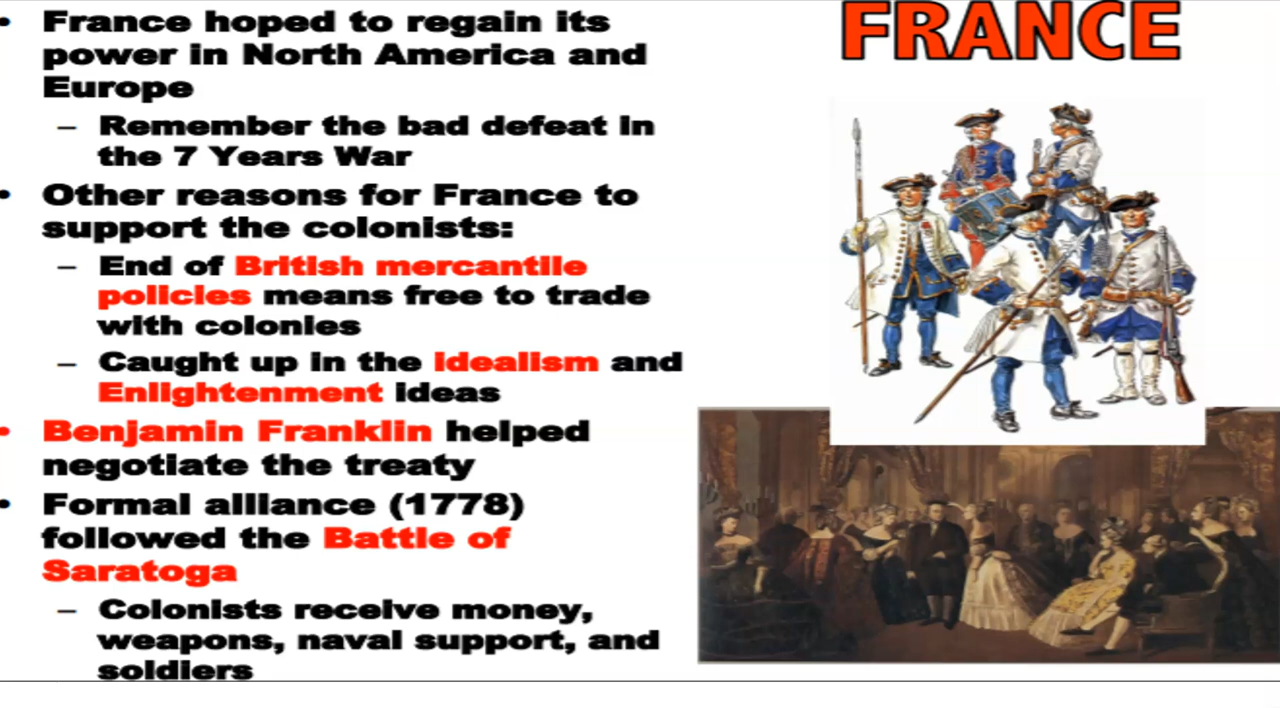 FRANCE
• France hoped to regain its
power in North America and
Europe
– Remember the bad defeat in
the 7 Years War
• Other reasons for France to
support the colonists:
– End of British mercantile
policies means free to trade
with colonies
– Caught up in the idealism and
Enlightenment ideas
• Benjamin Franklin helped
negotiate the treaty
• Formal alliance (1778)
followed the Battle of
Saratoga
– Colonists receive money,
weapons, naval support, and
soldiers